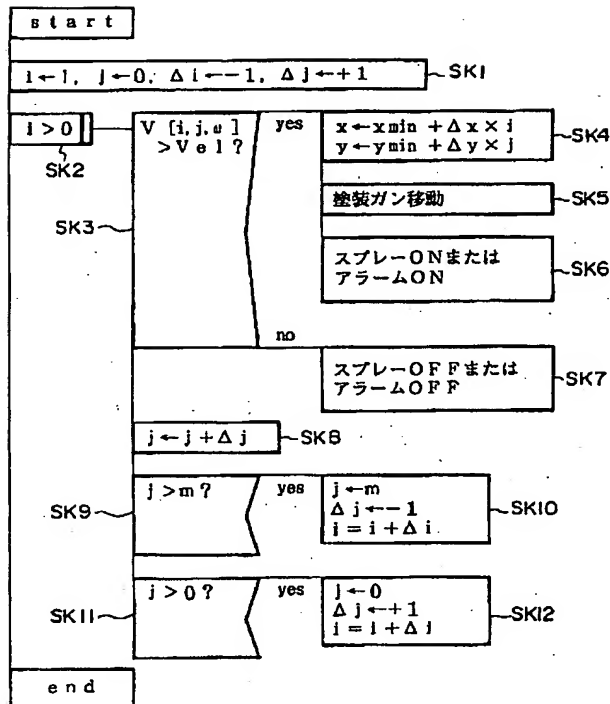 start
i←l, j←0, Δi←-1, Δj←+1
SK1
i>0
SK2
V [i,j,ω]
>Vel?
SK3
yes
x←xmin +Δx×i
y←ymin +Δy×j
SK4
塗装ガン移動
SK5
スプレーONまたは
アラームON
SK6
no
スプレーOFFまたは
アラームOFF
SK7
j←j+Δj
SK8
j>m?
SK9
yes
j←m
Δj←-1
i=i+Δi
SK10
j>0?
SK11
yes
j←0
Δj←+1
i=i+Δi
SK12
end